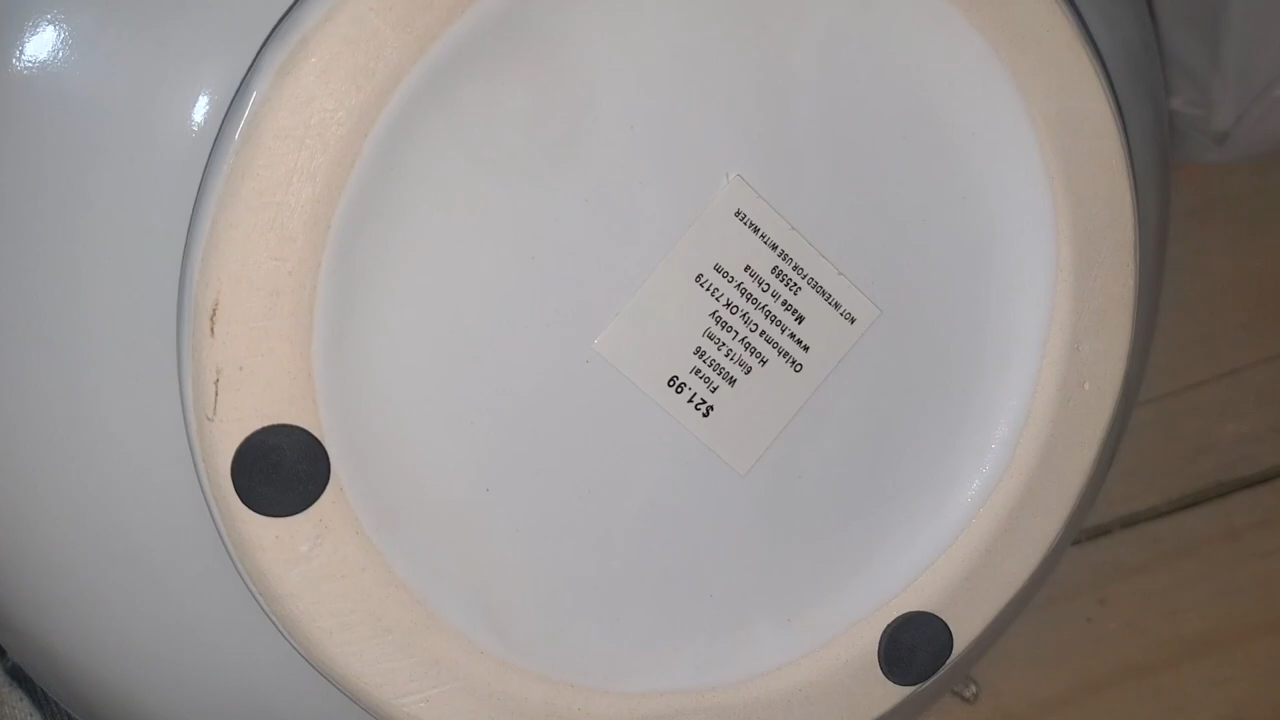 $21.99
Floral
W0505786
6in(15.2cm)
Hobby Lobby
Oklahoma City,OK 73179
www.hobbylobby.com
Made in China
325589
NOT INTENDED FOR USE WITH WATER